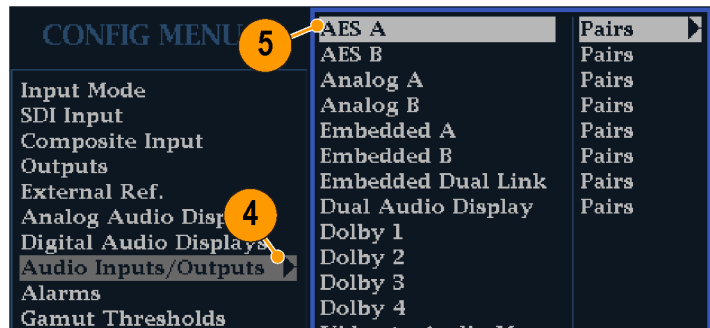 CONFIG MENU
5
Input Mode
SDI Input
Composite Input
Outputs
External Ref.
Analog Audio Disp
4
Digital Audio Displays
Audio Inputs/Outputs
Alarms
Gamut Thresholds
AES A Pairs
AES B Pairs
Analog A Pairs
Analog B Pairs
Embedded A Pairs
Embedded B Pairs
Embedded Dual Link Pairs
Dual Audio Display Pairs
Dolby 1
Dolby 2
Dolby 3
Dolby 4